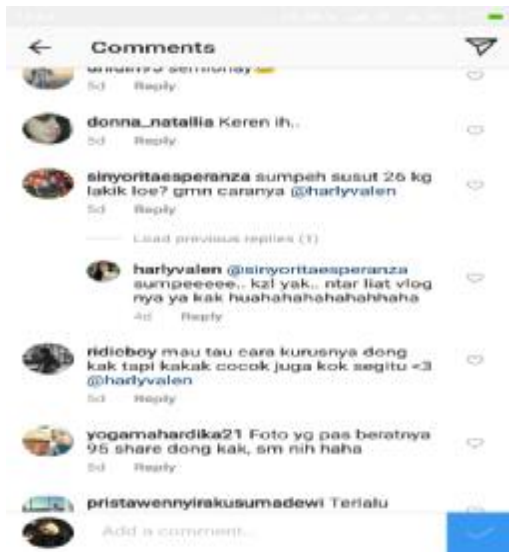 Comments
5d Reply
donna_natallia Keren ih..
5d Reply
sinyoritaesperanza sumpeh susut 26 kg
lakik loe? gmn caranya @harlyvalen
5d Reply
Load previous replies (1)
harlyvalen @sinyoritaesperanza
sumpeeeee.. kzl yak.. ntar liat vlog
nya ya kak huahahahahahahhaha
4d Reply
ridioboy mau tau cara kurusnya dong
kak tapi kakak cocok juga kok segitu <3
@harlyvalen
5d Reply
yogamahardika21 Foto yg pas beratnya
95 share dong kak, sm nih haha
5d Reply
pristawennyirakusumadewi Terlalu
Add a comment...